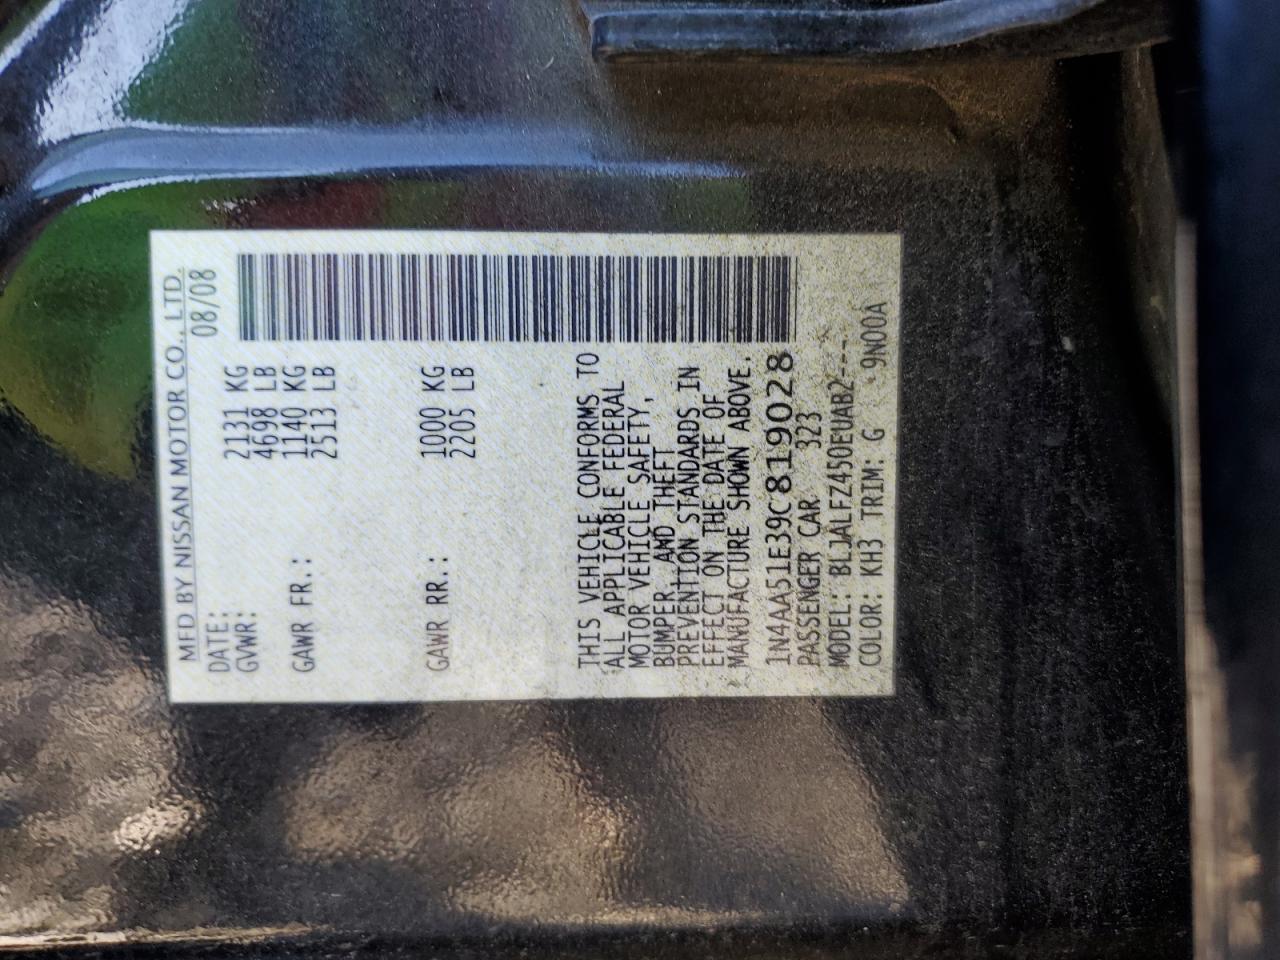 MFD BY NISSAN MOTOR CO., LTD.
DATE: 08/08
GVWR: 2131 KG
4698 LB
GAWR FR.: 1140 KG
2513 LB
GAWR RR.: 1000 KG
2205 LB
THIS VEHICLE CONFORMS TO
ALL APPLICABLE FEDERAL
MOTOR VEHICLE SAFETY,
BUMPER, AND THEFT
PREVENTION STANDARDS IN
EFFECT ON THE DATE OF
MANUFACTURE SHOWN ABOVE.
1N4AA51E39C819028
PASSENGER CAR 323
MODEL: BLJALFZ450EUAB2----
COLOR: KH3 TRIM: G 9N00A